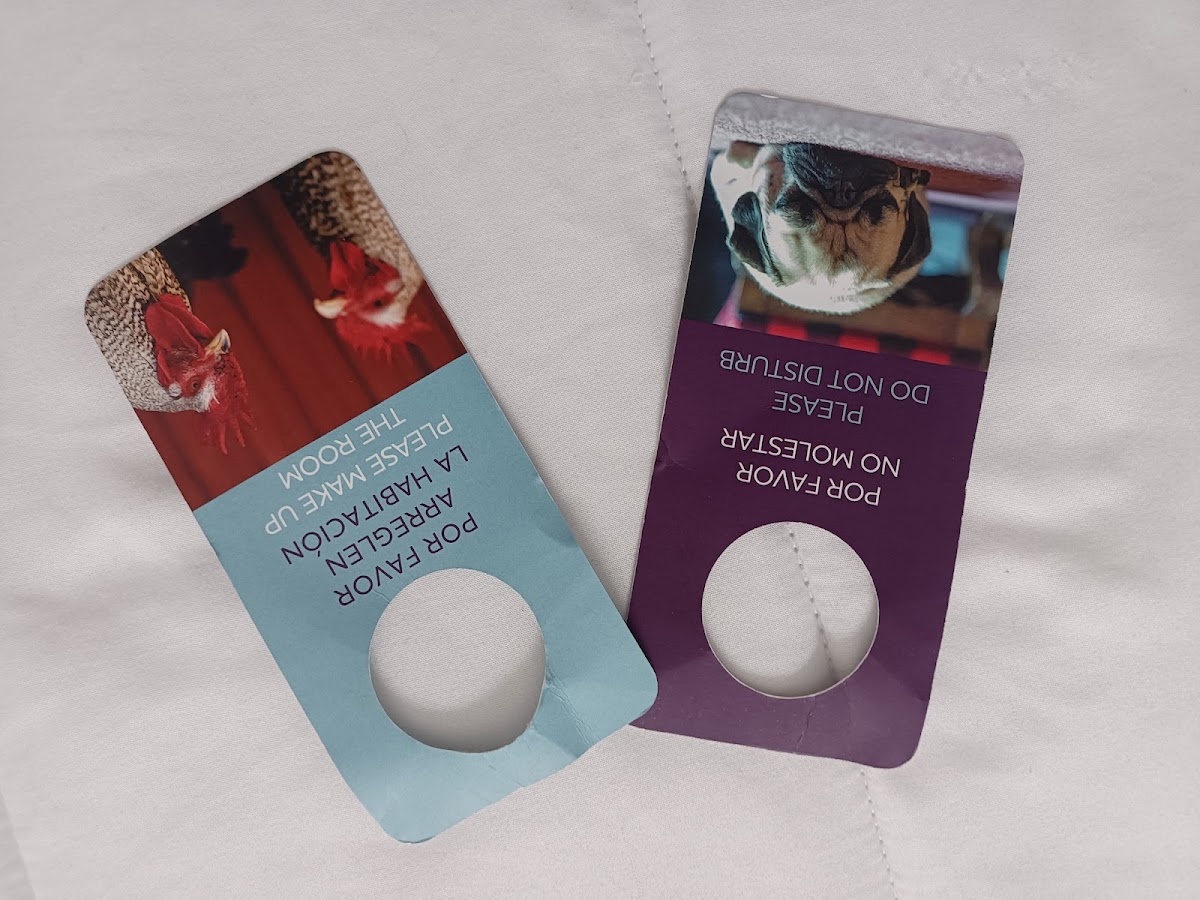 POR FAVOR
ARREGLEN
LA HABITACIÓN
PLEASE MAKE UP
THE ROOM
POR FAVOR
NO MOLESTAR
PLEASE
DO NOT DISTURB